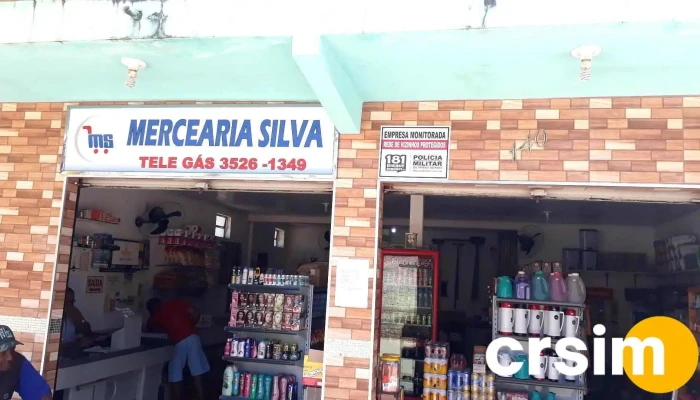 ms
MERCEARIA SILVA
TELE GÁS 3526 -1349
EMPRESA MONITORADA
REDE DE VIZINHOS PROTEGIDOS
181
POLÍCIA
MILITAR
140
crsim